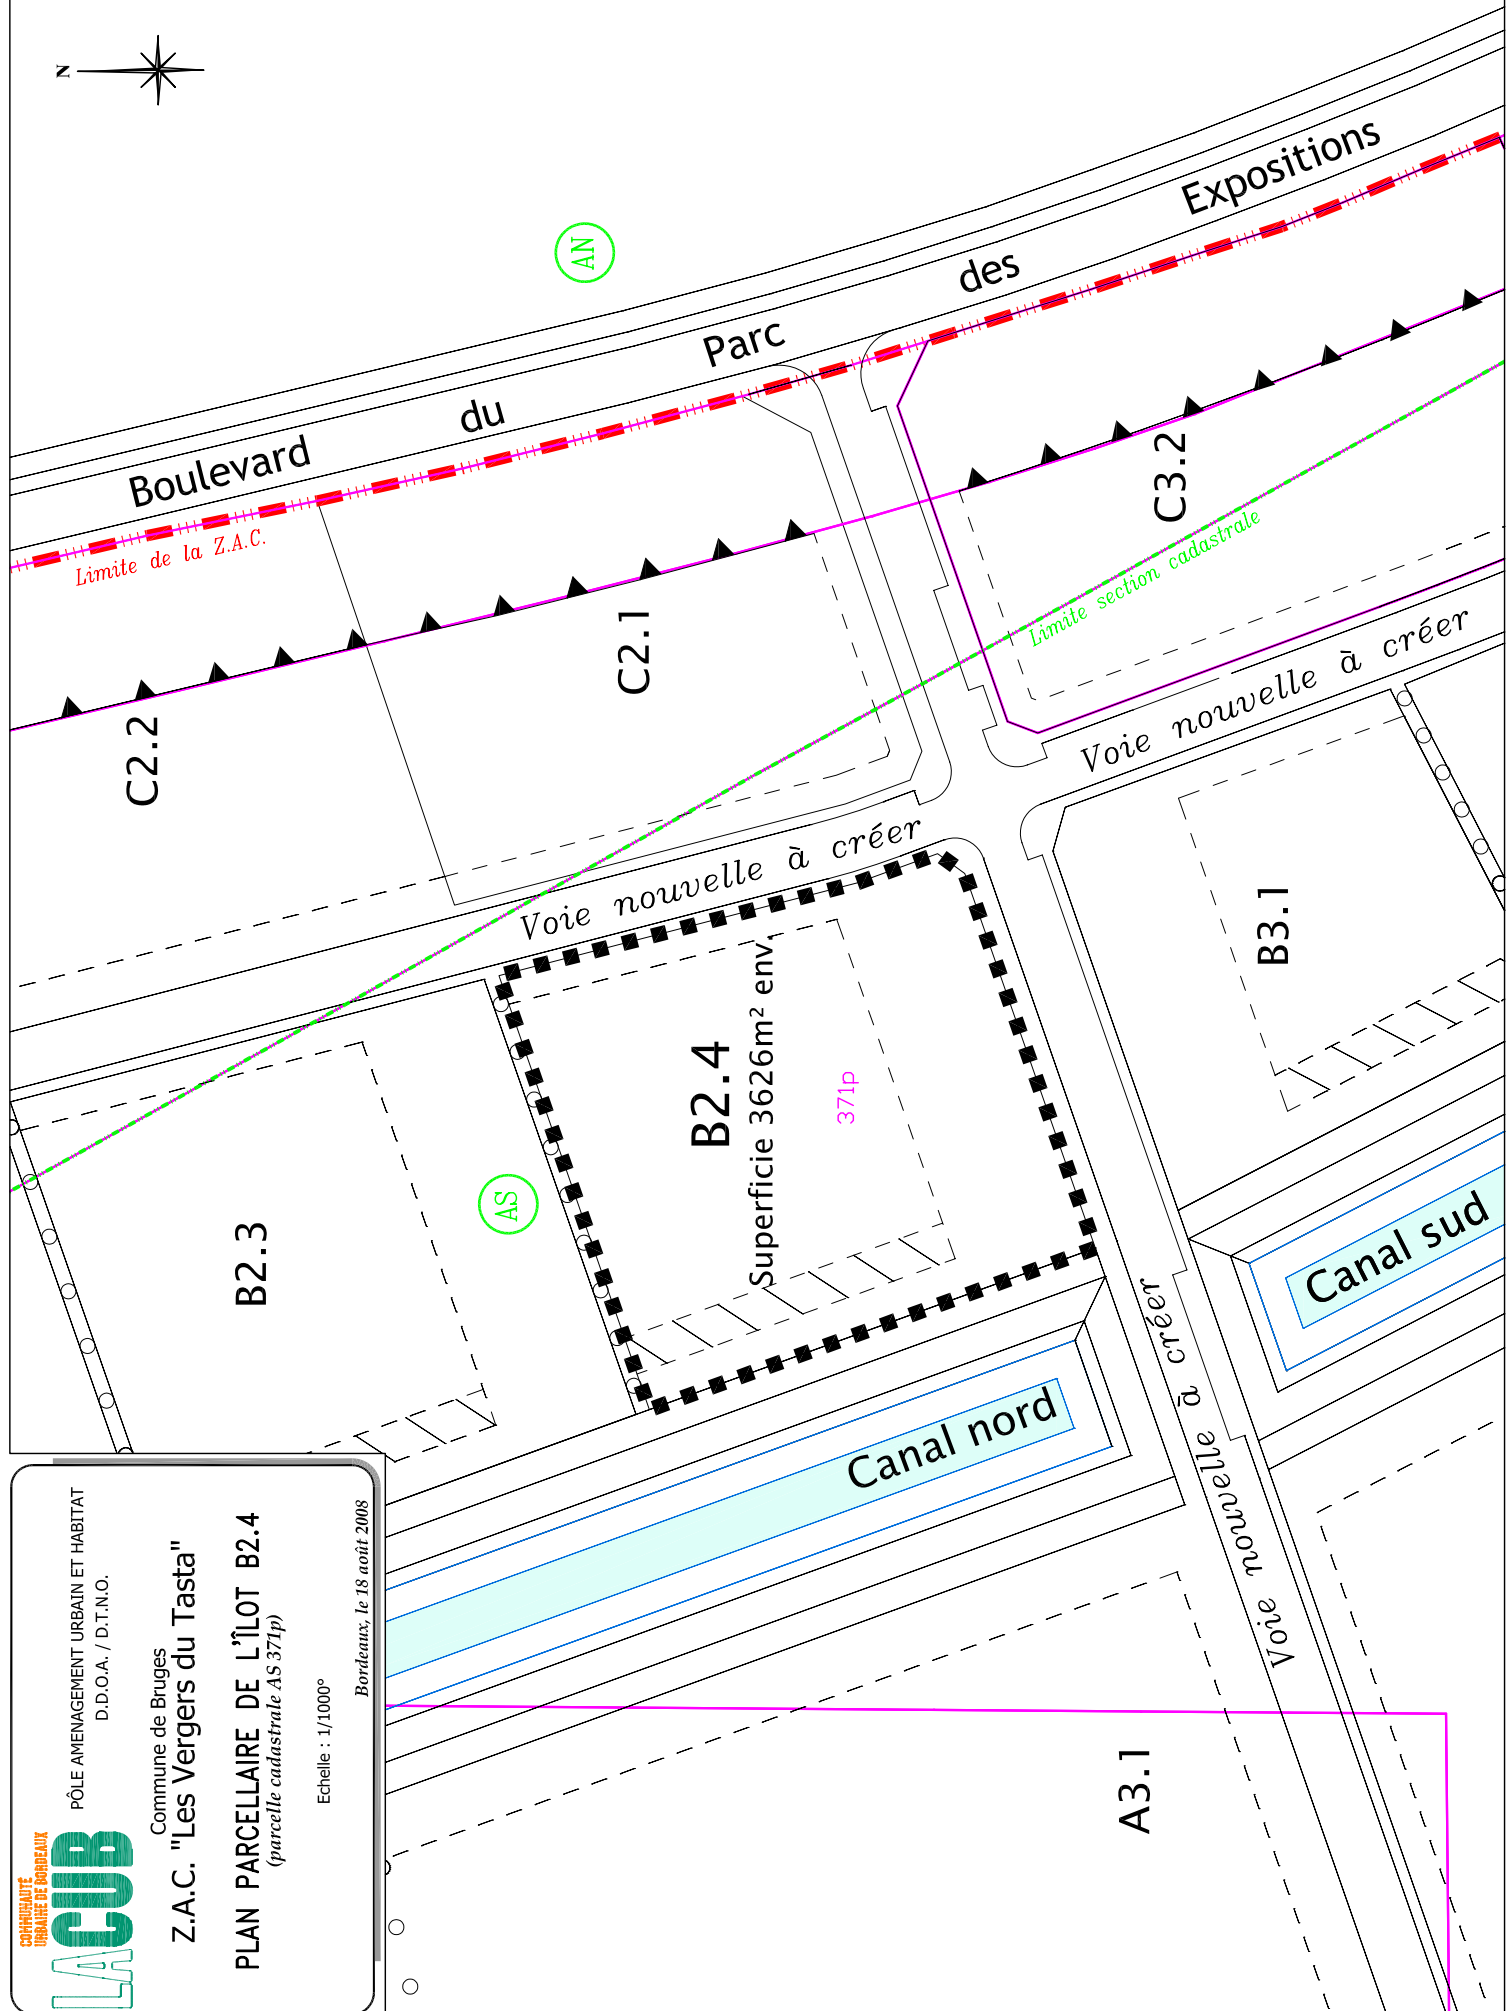 N
AN
Boulevard du Parc des Expositions
Limite de la Z.A.C.
C2.2
C2.1
C3.2
Limite section cadastrale
Voie nouvelle à créer
Voie nouvelle à créer
B2.3
AS
B2.4
Superficie 3626m² env.
371p
B3.1
Canal nord
Canal sud
Voie nouvelle à créer
A3.1
COMMUNAUTÉ
URBAINE DE BORDEAUX
LACUB
PÔLE AMENAGEMENT URBAIN ET HABITAT
D.D.O.A. / D.T.N.O.
Commune de Bruges
Z.A.C. "Les Vergers du Tasta"
PLAN PARCELLAIRE DE L'ÎLOT B2.4
(parcelle cadastrale AS 371p)
Echelle : 1/1000º
Bordeaux, le 18 août 2008